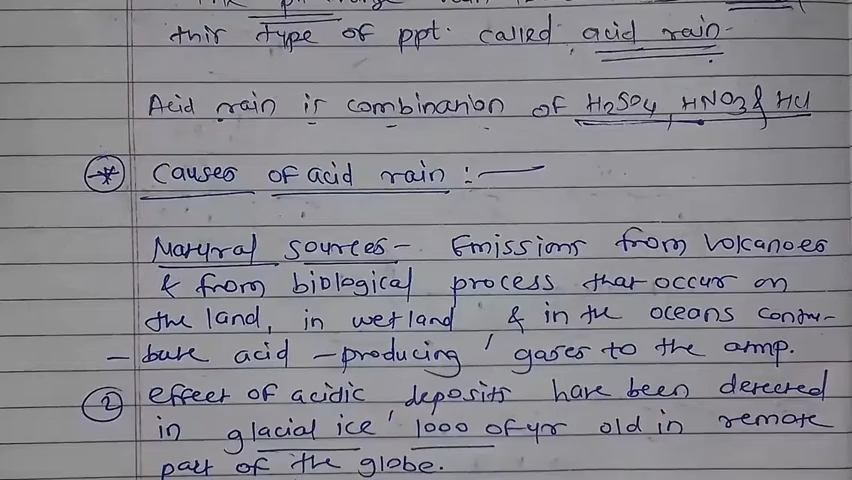 this type of ppt. called acid rain-
Acid rain is combination of H2SO4, HNO3 & HCl
* Causes of acid rain :-
Natural sources- Emissions from volcanoes
& from biological process that occur on
the land, in wetland & in the oceans contri-
- bute acid -producing gases to the atmp.
2 effect of acidic deposits have been detected
in glacial ice 1000 of yr old in remote
part of the globe.